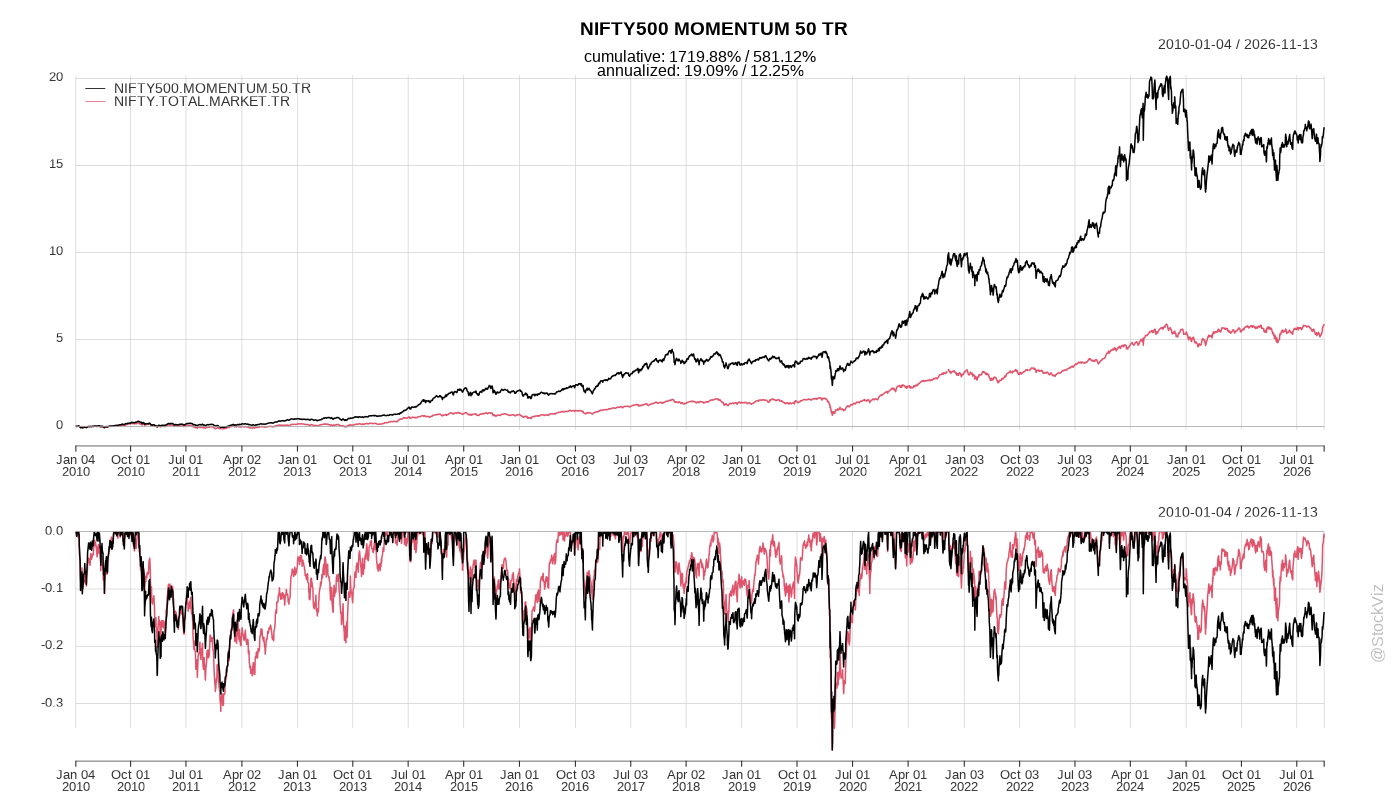 NIFTY500 MOMENTUM 50 TR
2010-01-04 / 2026-11-13
cumulative: 1719.88% / 581.12%
annualized: 19.09% / 12.25%
NIFTY500.MOMENTUM.50.TR
NIFTY.TOTAL.MARKET.TR
20
15
10
5
0
Jan 04 Oct 01 Jul 01 Apr 02 Jan 01 Oct 01 Jul 01 Apr 01 Jan 01 Oct 03 Jul 03 Apr 02 Jan 01 Oct 01 Jul 01 Apr 01 Jan 03 Oct 03 Jul 03 Apr 01 Jan 01 Oct 01 Jul 01
2010 2010 2011 2012 2013 2013 2014 2015 2016 2016 2017 2018 2019 2019 2020 2021 2022 2022 2023 2024 2025 2025 2026
2010-01-04 / 2026-11-13
0.0
-0.1
-0.2
-0.3
Jan 04 Oct 01 Jul 01 Apr 02 Jan 01 Oct 01 Jul 01 Apr 01 Jan 01 Oct 03 Jul 03 Apr 02 Jan 01 Oct 01 Jul 01 Apr 01 Jan 03 Oct 03 Jul 03 Apr 01 Jan 01 Oct 01 Jul 01
2010 2010 2011 2012 2013 2013 2014 2015 2016 2016 2017 2018 2019 2019 2020 2021 2022 2022 2023 2024 2025 2025 2026
@StockViz